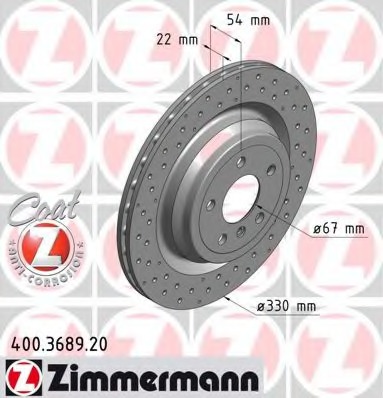 54 mm
22 mm
Coat
Z
ANTI-CORROSION
ø67 mm
ø330 mm
400.3689.20
Z Zimmermann